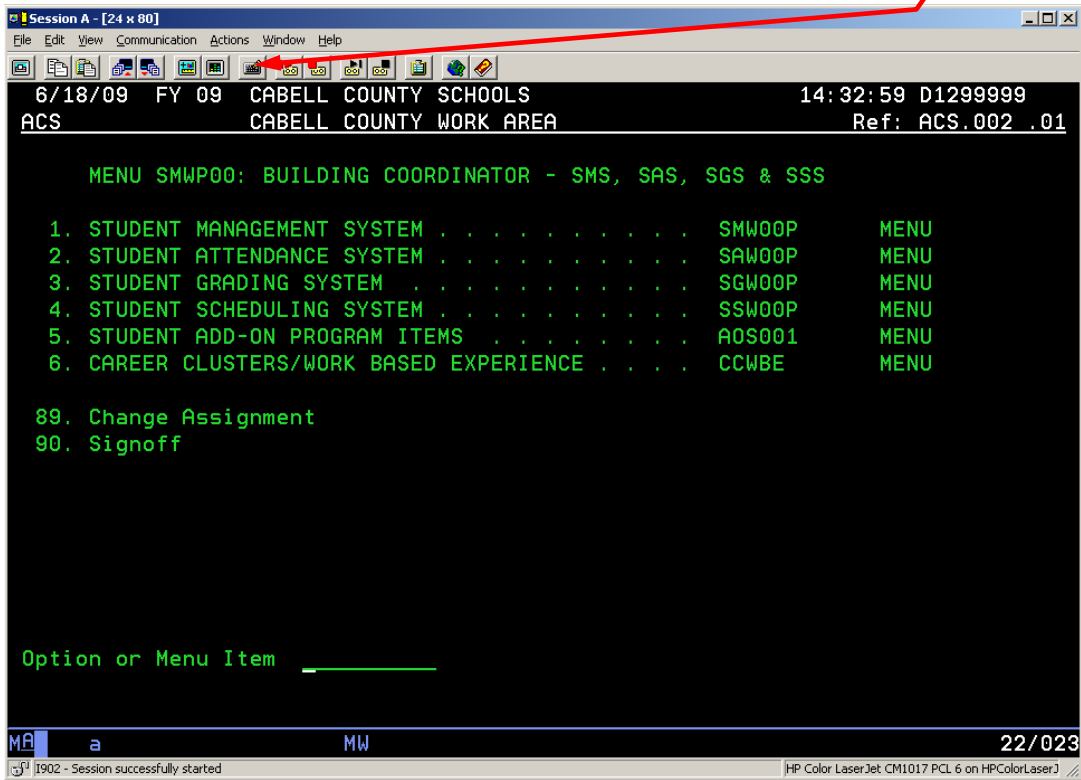 Session A - [24 x 80]
File Edit View Communication Actions Window Help
6/18/09 FY 09 CABELL COUNTY SCHOOLS 14:32:59 D1299999
ACS CABELL COUNTY WORK AREA Ref: ACS.002 .01
MENU SMWP00: BUILDING COORDINATOR - SMS, SAS, SGS & SSS
1. STUDENT MANAGEMENT SYSTEM . . . . . . . . . . SMW00P MENU
2. STUDENT ATTENDANCE SYSTEM . . . . . . . . . . SAW00P MENU
3. STUDENT GRADING SYSTEM . . . . . . . . . . . SGW00P MENU
4. STUDENT SCHEDULING SYSTEM . . . . . . . . . . SSW00P MENU
5. STUDENT ADD-ON PROGRAM ITEMS . . . . . . . . AOS001 MENU
6. CAREER CLUSTERS/WORK BASED EXPERIENCE . . . . CCWBE MENU
89. Change Assignment
90. Signoff
Option or Menu Item __________
MA a MW 22/023
I902 - Session successfully started HP Color LaserJet CM1017 PCL 6 on HPColorLaserJ